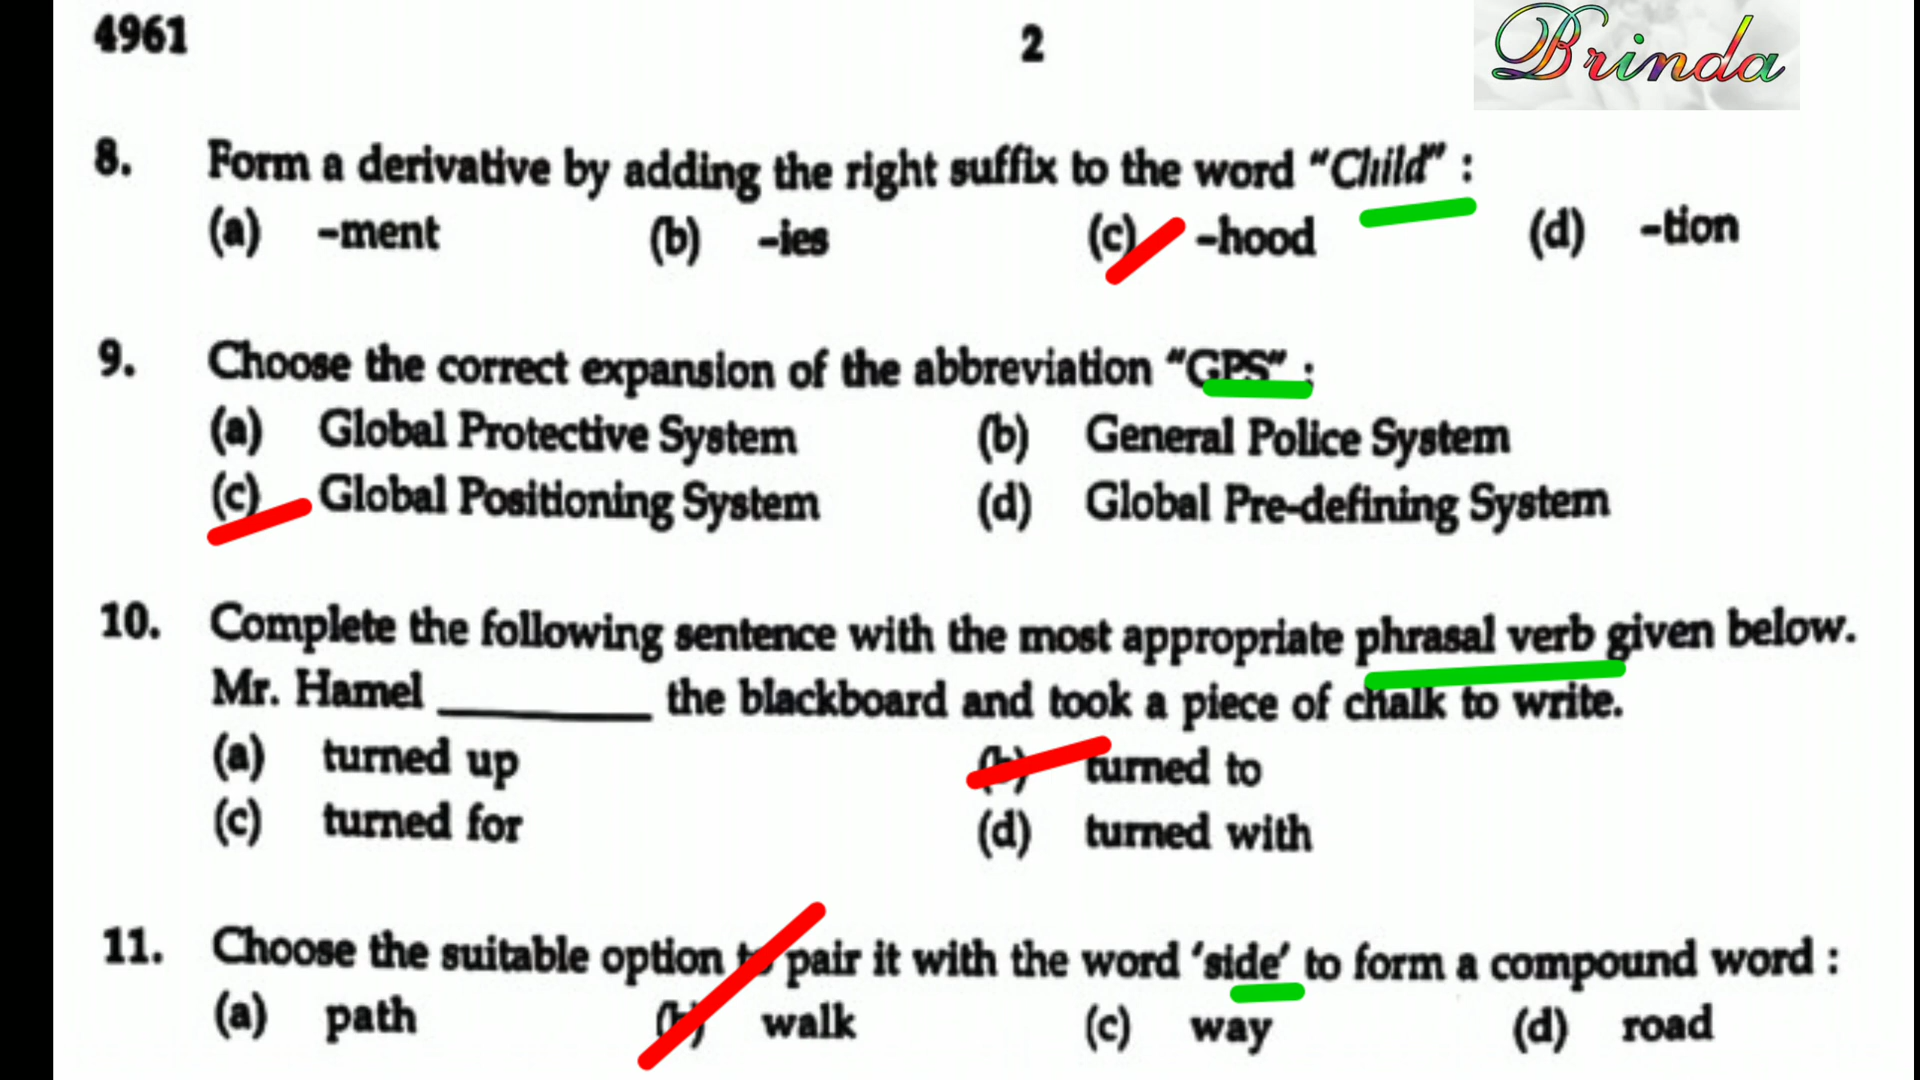 4961 2 Brinda
8. Form a derivative by adding the right suffix to the word "Child" :
(a) -ment (b) -ies (c) -hood (d) -tion
9. Choose the correct expansion of the abbreviation "GPS" :
(a) Global Protective System (b) General Police System
(c) Global Positioning System (d) Global Pre-defining System
10. Complete the following sentence with the most appropriate phrasal verb given below.
Mr. Hamel __________ the blackboard and took a piece of chalk to write.
(a) turned up (b) turned to
(c) turned for (d) turned with
11. Choose the suitable option to pair it with the word 'side' to form a compound word :
(a) path (b) walk (c) way (d) road